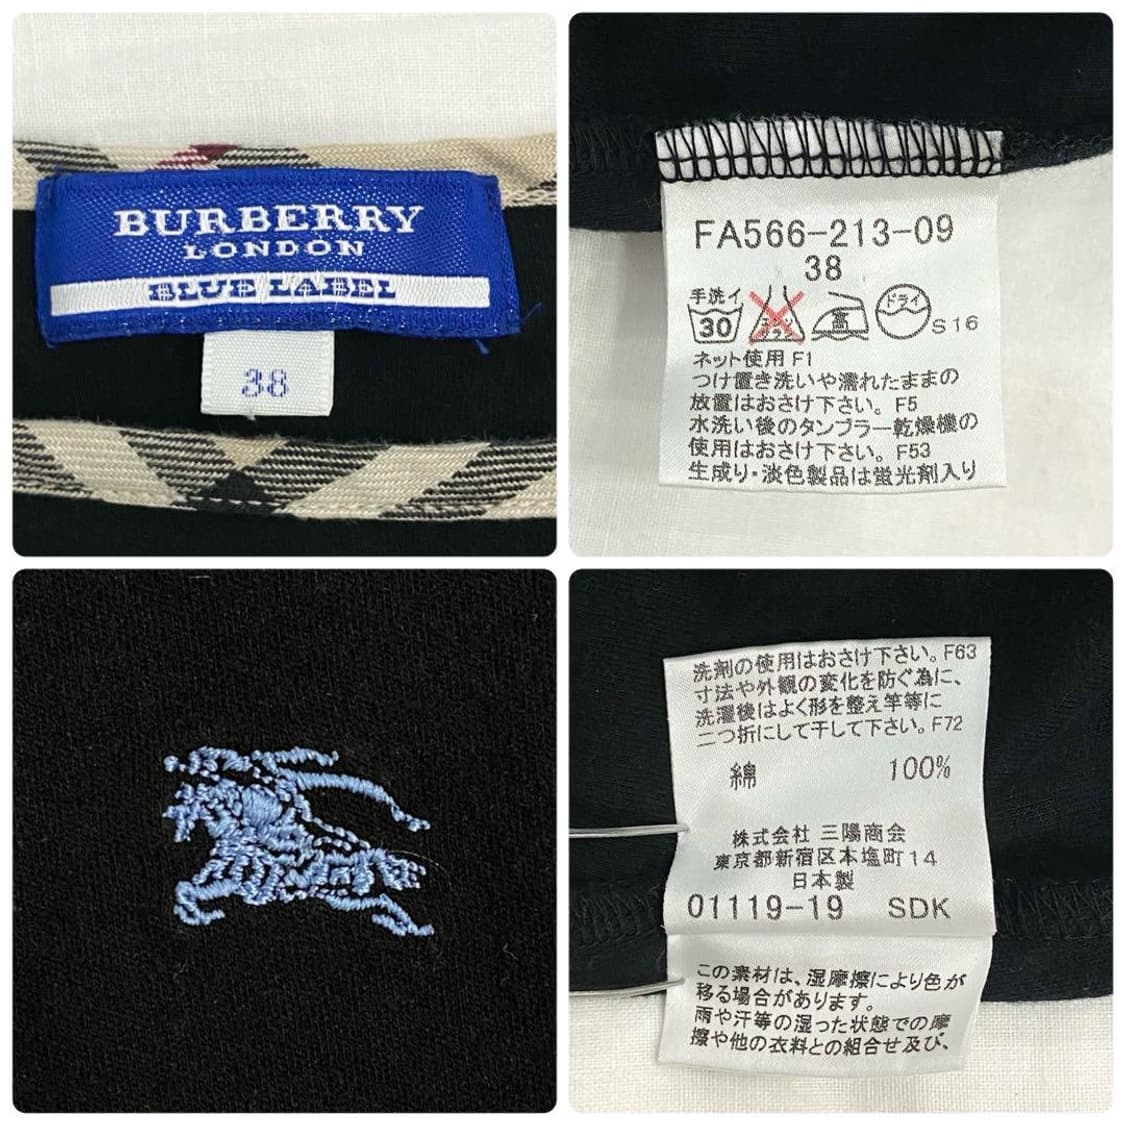 BURBERRY
LONDON
BLUE LABEL
38
FA566-213-09
38
手洗イ
30
エンソ
サラシ
高
ドライ
S16
ネット使用 F1
つけ置き洗いや濡れたままの
放置はおさけ下さい。F5
水洗い後のタンブラー乾燥機の
使用はおさけ下さい。F53
生成り・淡色製品は蛍光剤入り
洗剤の使用はおさけ下さい。F63
寸法や外観の変化を防ぐ為に、
洗濯後はよく形を整え竿等に
二つ折にして干して下さい。F72
綿 100%
株式会社 三陽商会
東京都新宿区本塩町14
日本製
01119-19 SDK
この素材は、湿摩擦により色が
移る場合があります。
雨や汗等の湿った状態での摩
擦や他の衣料との組合せ及び、